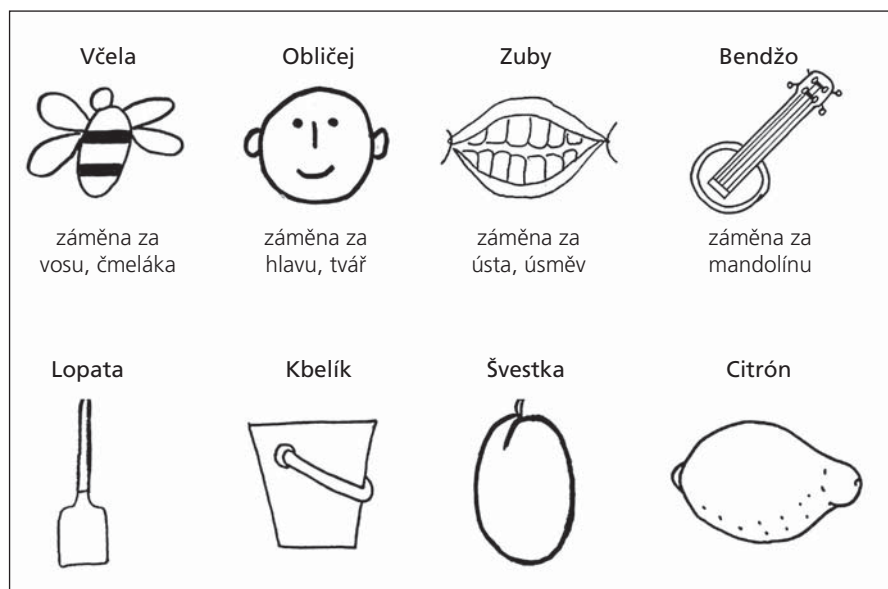 Včela Obličej Zuby Bendžo
záměna za záměna za záměna za záměna za
vosu, čmeláka hlavu, tvář ústa, úsměv mandolínu
Lopata Kbelík Švestka Citrón